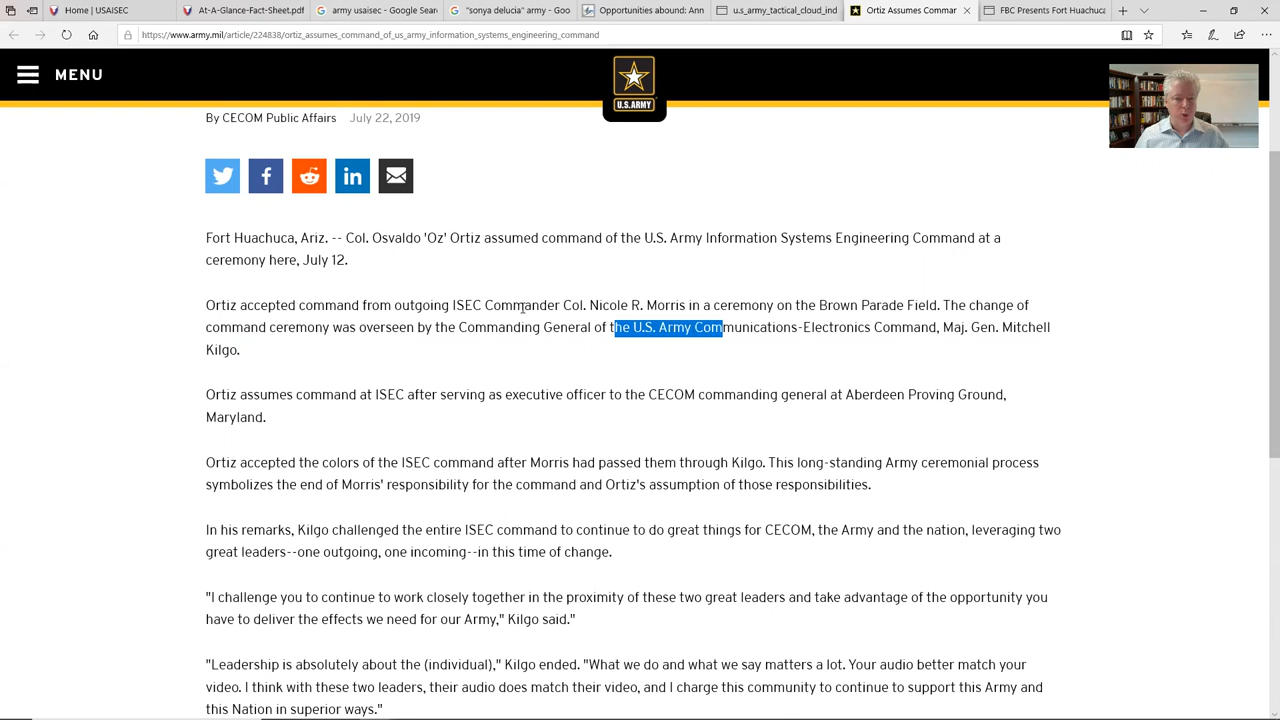 Home | USAISEC
At-A-Glance-Fact-Sheet.pdf
army usaisec - Google Sear
"sonya delucia" army - Goo
Opportunities abound: Ann
u.s_army_tactical_cloud_ind
Ortiz Assumes Comman
FBC Presents Fort Huachuca
https://www.army.mil/article/224838/ortiz_assumes_command_of_us_army_information_systems_engineering_command
MENU
U.S.ARMY
By CECOM Public Affairs July 22, 2019
Fort Huachuca, Ariz. -- Col. Osvaldo 'Oz' Ortiz assumed command of the U.S. Army Information Systems Engineering Command at a
ceremony here, July 12.
Ortiz accepted command from outgoing ISEC Commander Col. Nicole R. Morris in a ceremony on the Brown Parade Field. The change of
command ceremony was overseen by the Commanding General of the U.S. Army Communications-Electronics Command, Maj. Gen. Mitchell
Kilgo.
Ortiz assumes command at ISEC after serving as executive officer to the CECOM commanding general at Aberdeen Proving Ground,
Maryland.
Ortiz accepted the colors of the ISEC command after Morris had passed them through Kilgo. This long-standing Army ceremonial process
symbolizes the end of Morris' responsibility for the command and Ortiz's assumption of those responsibilities.
In his remarks, Kilgo challenged the entire ISEC command to continue to do great things for CECOM, the Army and the nation, leveraging two
great leaders--one outgoing, one incoming--in this time of change.
"I challenge you to continue to work closely together in the proximity of these two great leaders and take advantage of the opportunity you
have to deliver the effects we need for our Army," Kilgo said."
"Leadership is absolutely about the (individual)," Kilgo ended. "What we do and what we say matters a lot. Your audio better match your
video. I think with these two leaders, their audio does match their video, and I charge this community to continue to support this Army and
this Nation in superior ways."